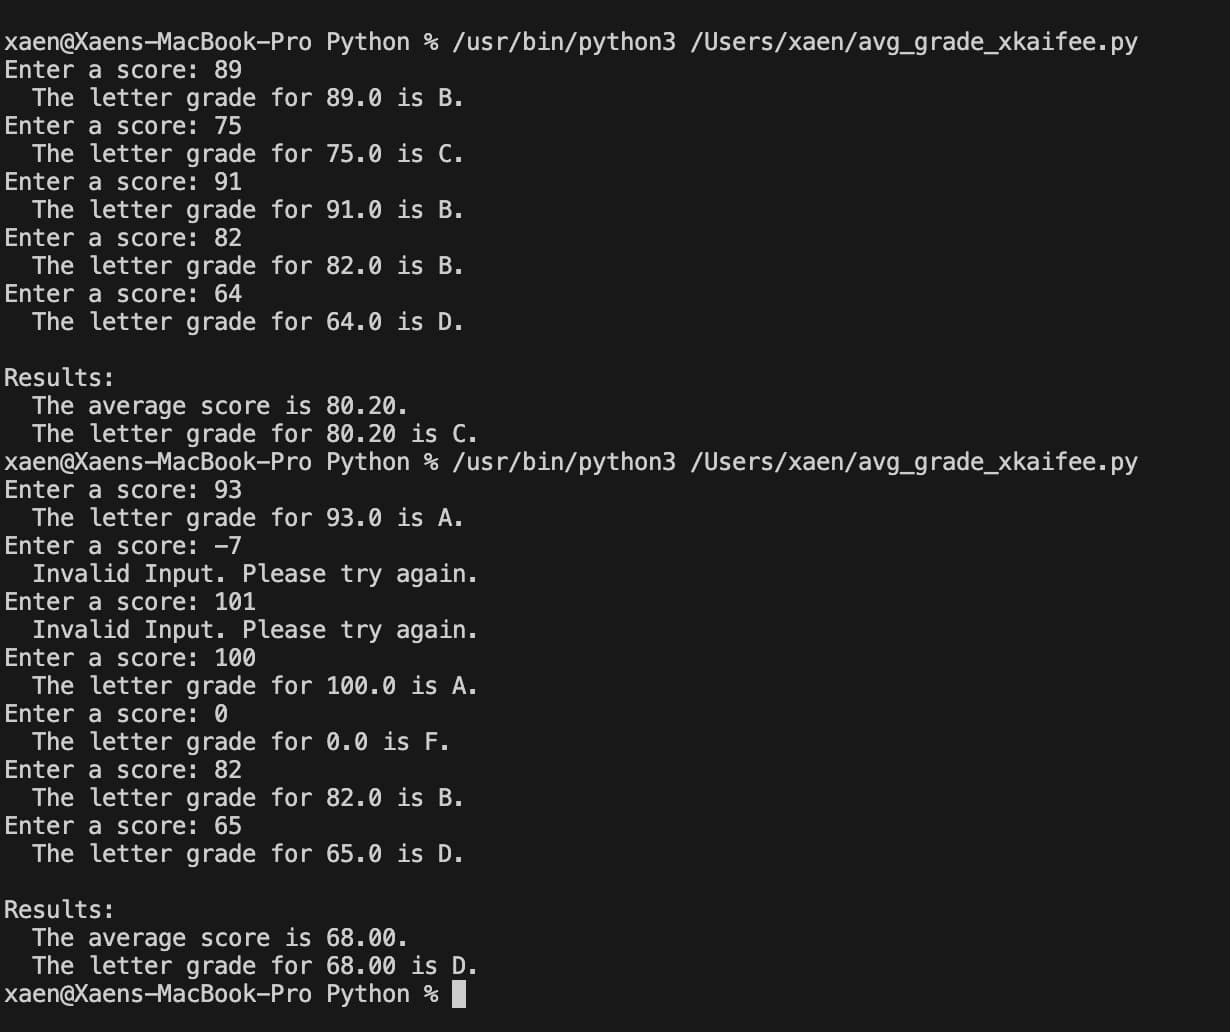 xaen@Xaens-MacBook-Pro Python % /usr/bin/python3 /Users/xaen/avg_grade_xkaifee.py
Enter a score: 89
  The letter grade for 89.0 is B.
Enter a score: 75
  The letter grade for 75.0 is C.
Enter a score: 91
  The letter grade for 91.0 is B.
Enter a score: 82
  The letter grade for 82.0 is B.
Enter a score: 64
  The letter grade for 64.0 is D.

Results:
  The average score is 80.20.
  The letter grade for 80.20 is C.
xaen@Xaens-MacBook-Pro Python % /usr/bin/python3 /Users/xaen/avg_grade_xkaifee.py
Enter a score: 93
  The letter grade for 93.0 is A.
Enter a score: -7
  Invalid Input. Please try again.
Enter a score: 101
  Invalid Input. Please try again.
Enter a score: 100
  The letter grade for 100.0 is A.
Enter a score: 0
  The letter grade for 0.0 is F.
Enter a score: 82
  The letter grade for 82.0 is B.
Enter a score: 65
  The letter grade for 65.0 is D.

Results:
  The average score is 68.00.
  The letter grade for 68.00 is D.
xaen@Xaens-MacBook-Pro Python %